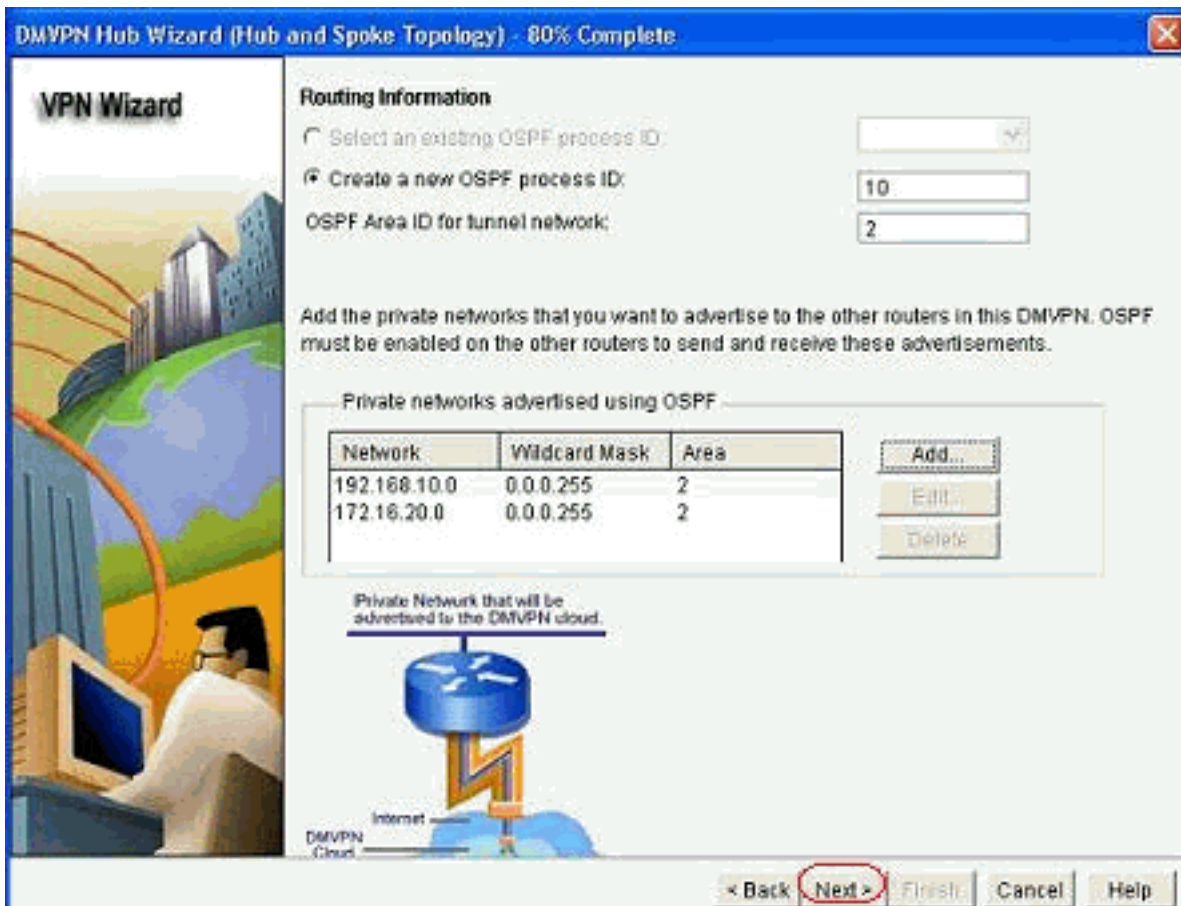 DMVPN Hub Wizard (Hub and Spoke Topology) - 80% Complete
VPN Wizard
Routing Information
Select an existing OSPF process ID:
Create a new OSPF process ID:
10
OSPF Area ID for tunnel network:
2
Add the private networks that you want to advertise to the other routers in this DMVPN. OSPF
must be enabled on the other routers to send and receive these advertisements.
Private networks advertised using OSPF
Network Wildcard Mask Area
192.168.10.0 0.0.0.255 2
172.16.20.0 0.0.0.255 2
Add...
Edit...
Delete
Private Network that will be
advertised to the DMVPN cloud.
Internet
DMVPN
Cloud
< Back Next > Finish Cancel Help